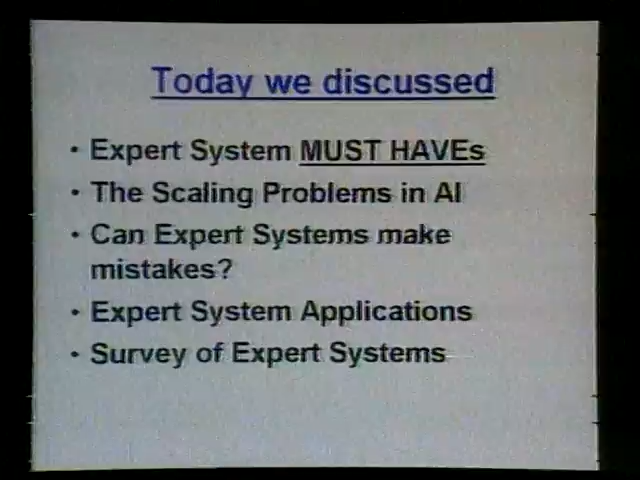 Today we discussed
• Expert System MUST HAVEs
• The Scaling Problems in AI
• Can Expert Systems make
mistakes?
• Expert System Applications
• Survey of Expert Systems